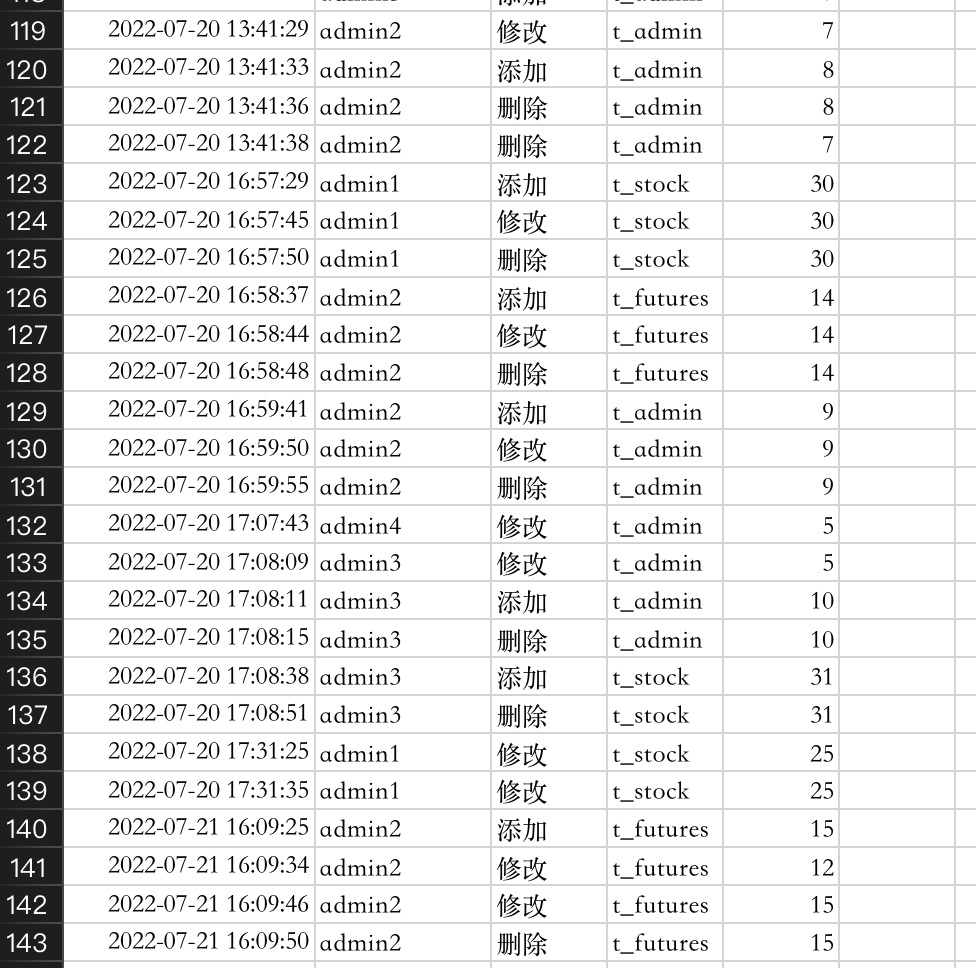 119 2022-07-20 13:41:29 admin2 修改 t_admin 7
120 2022-07-20 13:41:33 admin2 添加 t_admin 8
121 2022-07-20 13:41:36 admin2 删除 t_admin 8
122 2022-07-20 13:41:38 admin2 删除 t_admin 7
123 2022-07-20 16:57:29 admin1 添加 t_stock 30
124 2022-07-20 16:57:45 admin1 修改 t_stock 30
125 2022-07-20 16:57:50 admin1 删除 t_stock 30
126 2022-07-20 16:58:37 admin2 添加 t_futures 14
127 2022-07-20 16:58:44 admin2 修改 t_futures 14
128 2022-07-20 16:58:48 admin2 删除 t_futures 14
129 2022-07-20 16:59:41 admin2 添加 t_admin 9
130 2022-07-20 16:59:50 admin2 修改 t_admin 9
131 2022-07-20 16:59:55 admin2 删除 t_admin 9
132 2022-07-20 17:07:43 admin4 修改 t_admin 5
133 2022-07-20 17:08:09 admin3 修改 t_admin 5
134 2022-07-20 17:08:11 admin3 添加 t_admin 10
135 2022-07-20 17:08:15 admin3 删除 t_admin 10
136 2022-07-20 17:08:38 admin3 添加 t_stock 31
137 2022-07-20 17:08:51 admin3 删除 t_stock 31
138 2022-07-20 17:31:25 admin1 修改 t_stock 25
139 2022-07-20 17:31:35 admin1 修改 t_stock 25
140 2022-07-21 16:09:25 admin2 添加 t_futures 15
141 2022-07-21 16:09:34 admin2 修改 t_futures 12
142 2022-07-21 16:09:46 admin2 修改 t_futures 15
143 2022-07-21 16:09:50 admin2 删除 t_futures 15